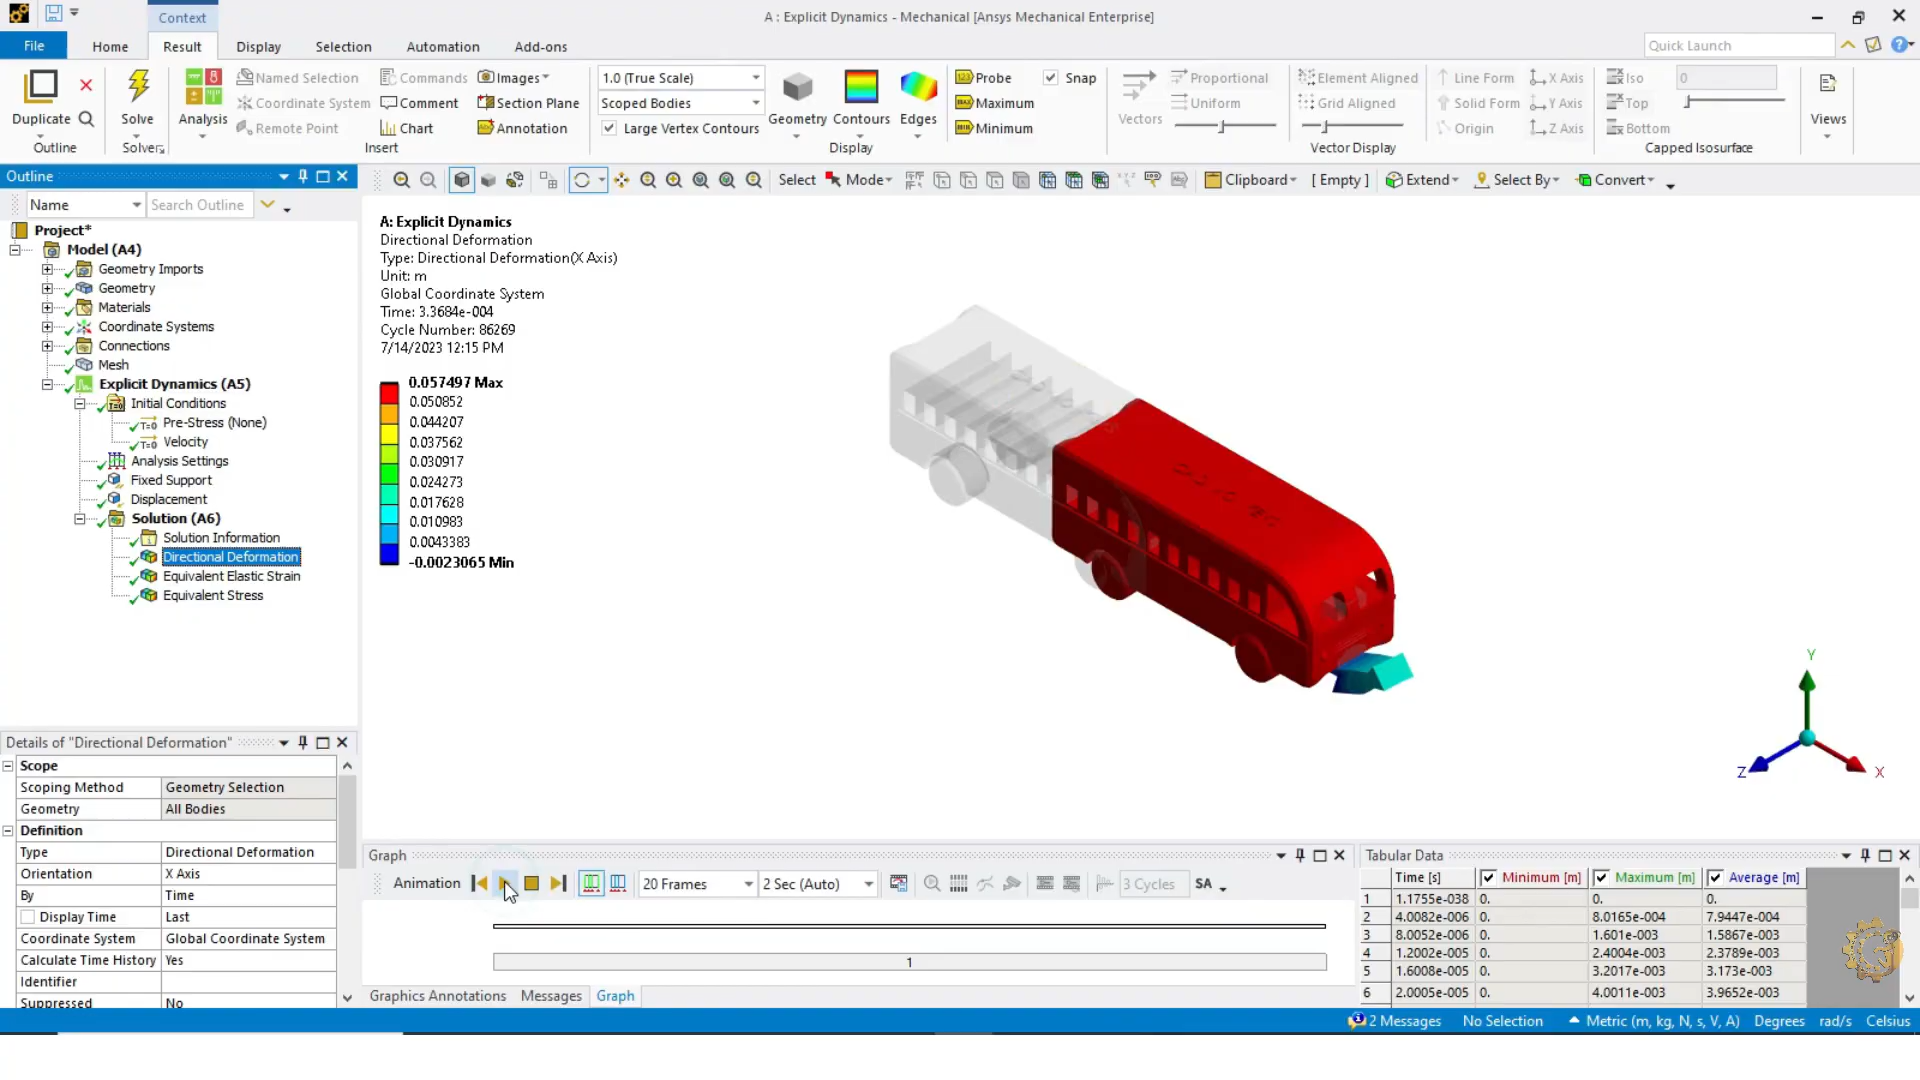 Context
A : Explicit Dynamics - Mechanical [Ansys Mechanical Enterprise]
File
Home
Result
Display
Selection
Automation
Add-ons
Quick Launch
Duplicate
Outline
Solve
Solver
Analysis
Named Selection
Coordinate System
Remote Point
Commands
Comment
Chart
Images
Section Plane
Annotation
Insert
1.0 (True Scale)
Scoped Bodies
Large Vertex Contours
Geometry
Contours
Edges
Display
Probe
Maximum
Minimum
Snap
Vectors
Proportional
Uniform
Element Aligned
Grid Aligned
Line Form
Solid Form
Origin
X Axis
Y Axis
Z Axis
Vector Display
Iso
Top
Bottom
0
Capped Isosurface
Views
Outline
Name
Search Outline
Select
Mode
Clipboard
[ Empty ]
Extend
Select By
Convert
Project*
Model (A4)
Geometry Imports
Geometry
Materials
Coordinate Systems
Connections
Mesh
Explicit Dynamics (A5)
Initial Conditions
Pre-Stress (None)
Velocity
Analysis Settings
Fixed Support
Displacement
Solution (A6)
Solution Information
Directional Deformation
Equivalent Elastic Strain
Equivalent Stress
A: Explicit Dynamics
Directional Deformation
Type: Directional Deformation(X Axis)
Unit: m
Global Coordinate System
Time: 3.3684e-004
Cycle Number: 86269
7/14/2023 12:15 PM
0.057497 Max
0.050852
0.044207
0.037562
0.030917
0.024273
0.017628
0.010983
0.0043383
-0.0023065 Min
Y
Z
X
Details of "Directional Deformation"
Scope
Scoping Method Geometry Selection
Geometry All Bodies
Definition
Type Directional Deformation
Orientation X Axis
By Time
Display Time Last
Coordinate System Global Coordinate System
Calculate Time History Yes
Identifier
Suppressed No
Graph
Animation
20 Frames
2 Sec (Auto)
3 Cycles
SA
1
Graphics Annotations
Messages
Graph
Tabular Data
Time [s] Minimum [m] Maximum [m] Average [m]
1 1.1755e-038 0. 0. 0.
2 4.0082e-006 0. 8.0165e-004 7.9447e-004
3 8.0052e-006 0. 1.601e-003 1.5867e-003
4 1.2002e-005 0. 2.4004e-003 2.3789e-003
5 1.6008e-005 0. 3.2017e-003 3.173e-003
6 2.0005e-005 0. 4.0011e-003 3.9652e-003
2 Messages
No Selection
Metric (m, kg, N, s, V, A)
Degrees
rad/s
Celsius